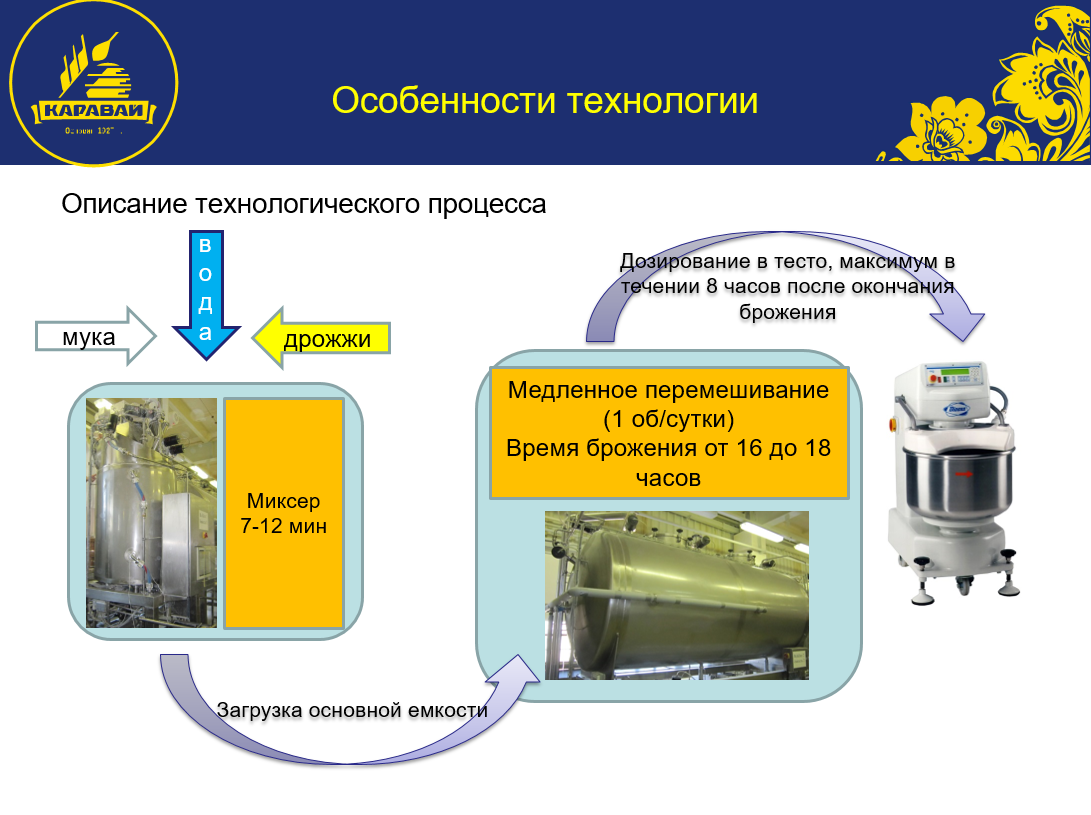 КАРАВАЙ
Особенности технологии
Описание технологического процесса
вода
мука
дрожжи
Миксер
7-12 мин
Загрузка основной емкости
Дозирование в тесто, максимум в
течении 8 часов после окончания
брожения
Медленное перемешивание
(1 об/сутки)
Время брожения от 16 до 18
часов